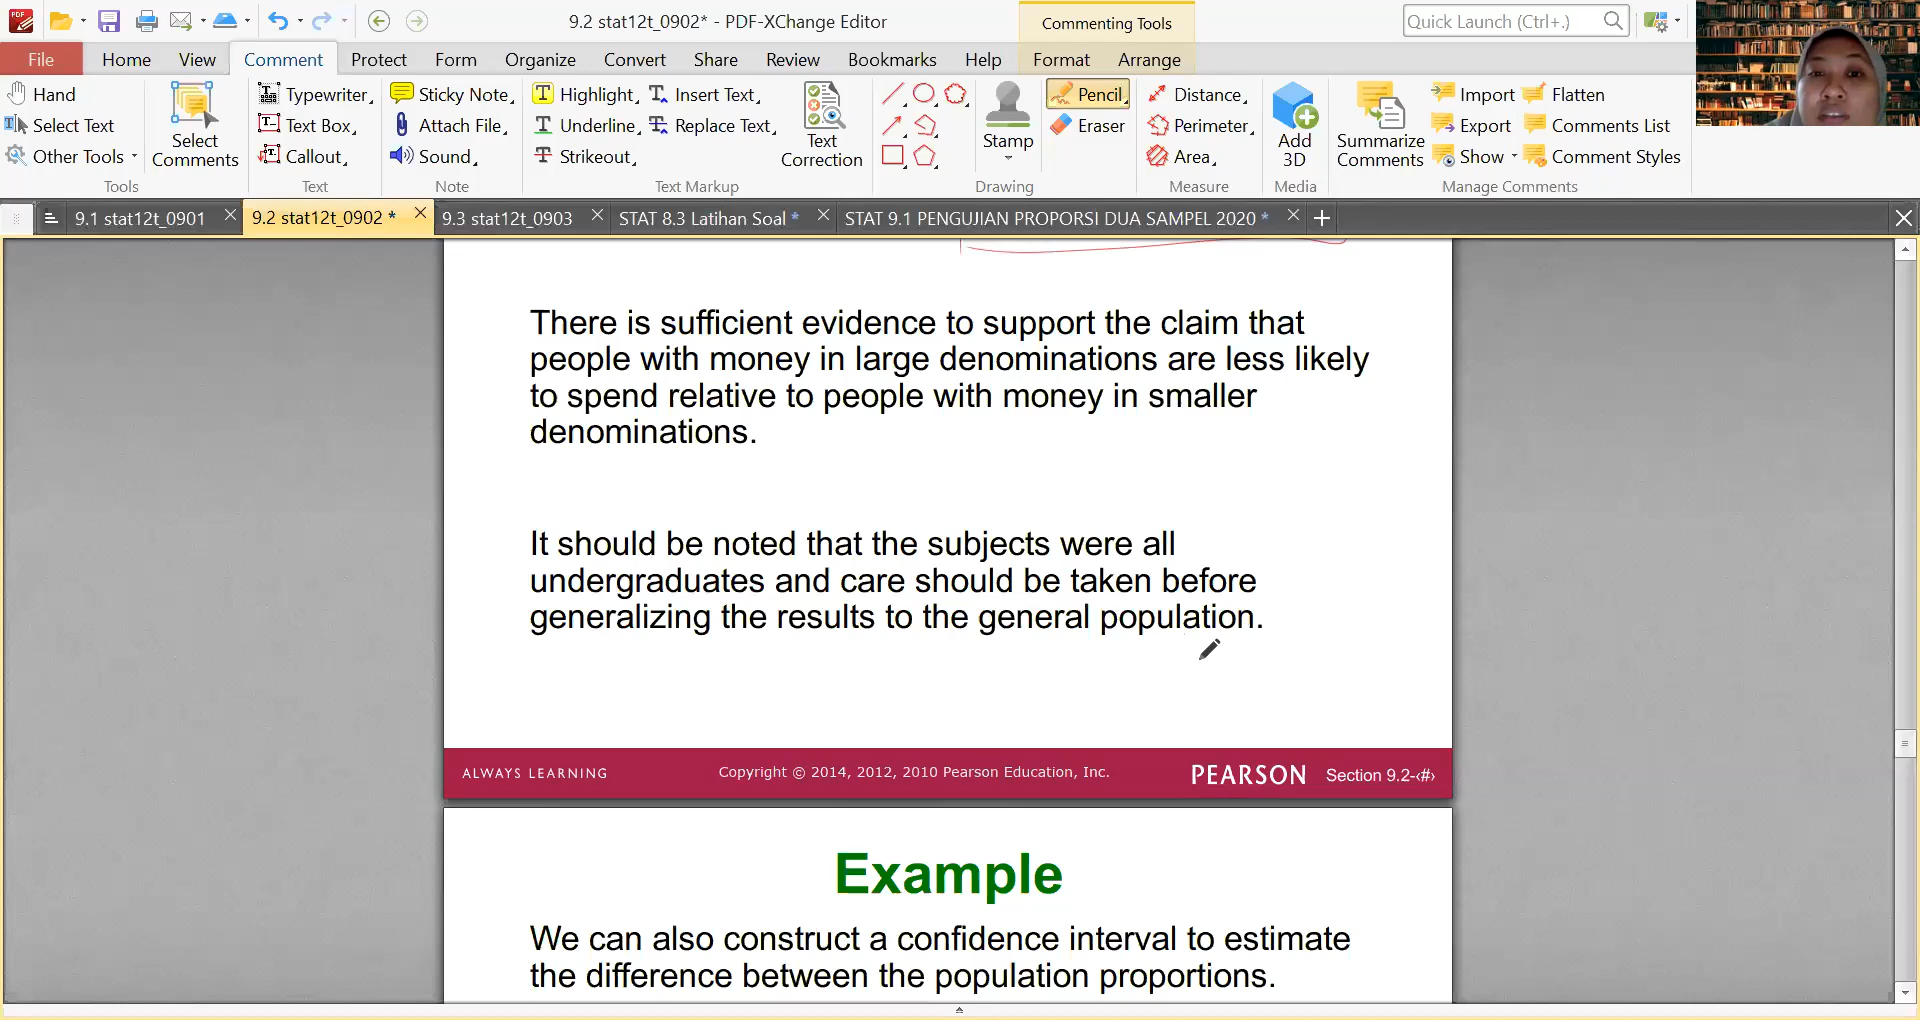 9.2 stat12t_0902* - PDF-XChange Editor
Commenting Tools
Quick Launch (Ctrl+.)
File Home View Comment Protect Form Organize Convert Share Review Bookmarks Help Format Arrange
Hand
Select Text
Other Tools
Tools
Select
Comments
Typewriter
Text Box
Callout
Text
Sticky Note
Attach File
Sound
Note
Highlight
Underline
Strikeout
Insert Text
Replace Text
Text
Correction
Text Markup
Stamp
Pencil
Eraser
Drawing
Distance
Perimeter
Area
Measure
Add
3D
Media
Summarize
Comments
Import
Export
Show
Flatten
Comments List
Comment Styles
Manage Comments
9.1 stat12t_0901
9.2 stat12t_0902 *
9.3 stat12t_0903
STAT 8.3 Latihan Soal *
STAT 9.1 PENGUJIAN PROPORSI DUA SAMPEL 2020 *
There is sufficient evidence to support the claim that
people with money in large denominations are less likely
to spend relative to people with money in smaller
denominations.
It should be noted that the subjects were all
undergraduates and care should be taken before
generalizing the results to the general population.
ALWAYS LEARNING
Copyright © 2014, 2012, 2010 Pearson Education, Inc.
PEARSON
Section 9.2-‹#›
Example
We can also construct a confidence interval to estimate
the difference between the population proportions.